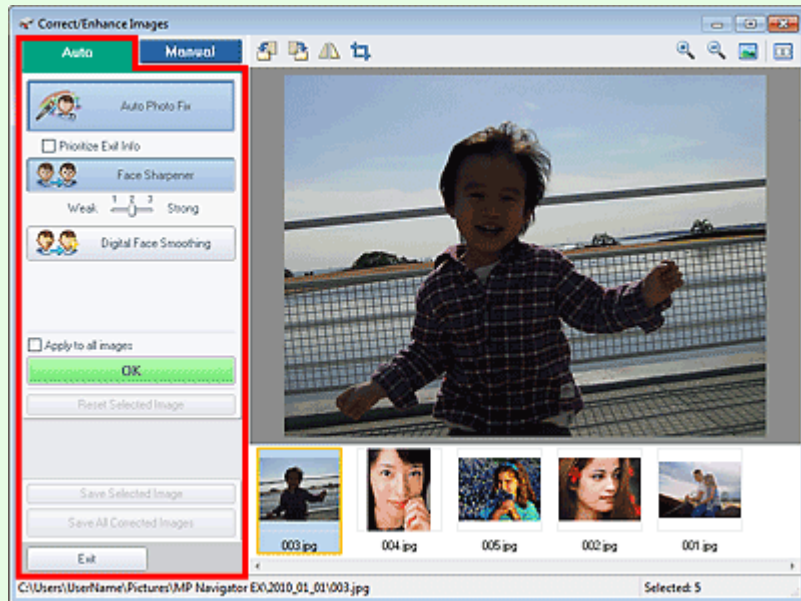 Correct/Enhance Images
Auto
Manual
Auto Photo Fix
Prioritize Exif Info
Face Sharpener
1 2 3
Weak Strong
Digital Face Smoothing
Apply to all images
OK
Reset Selected Image
Save Selected Image
Save All Corrected Images
Exit
003.jpg
004.jpg
005.jpg
002.jpg
001.jpg
C:\Users\UserName\Pictures\MP Navigator EX\2010_01_01\003.jpg
Selected: 5